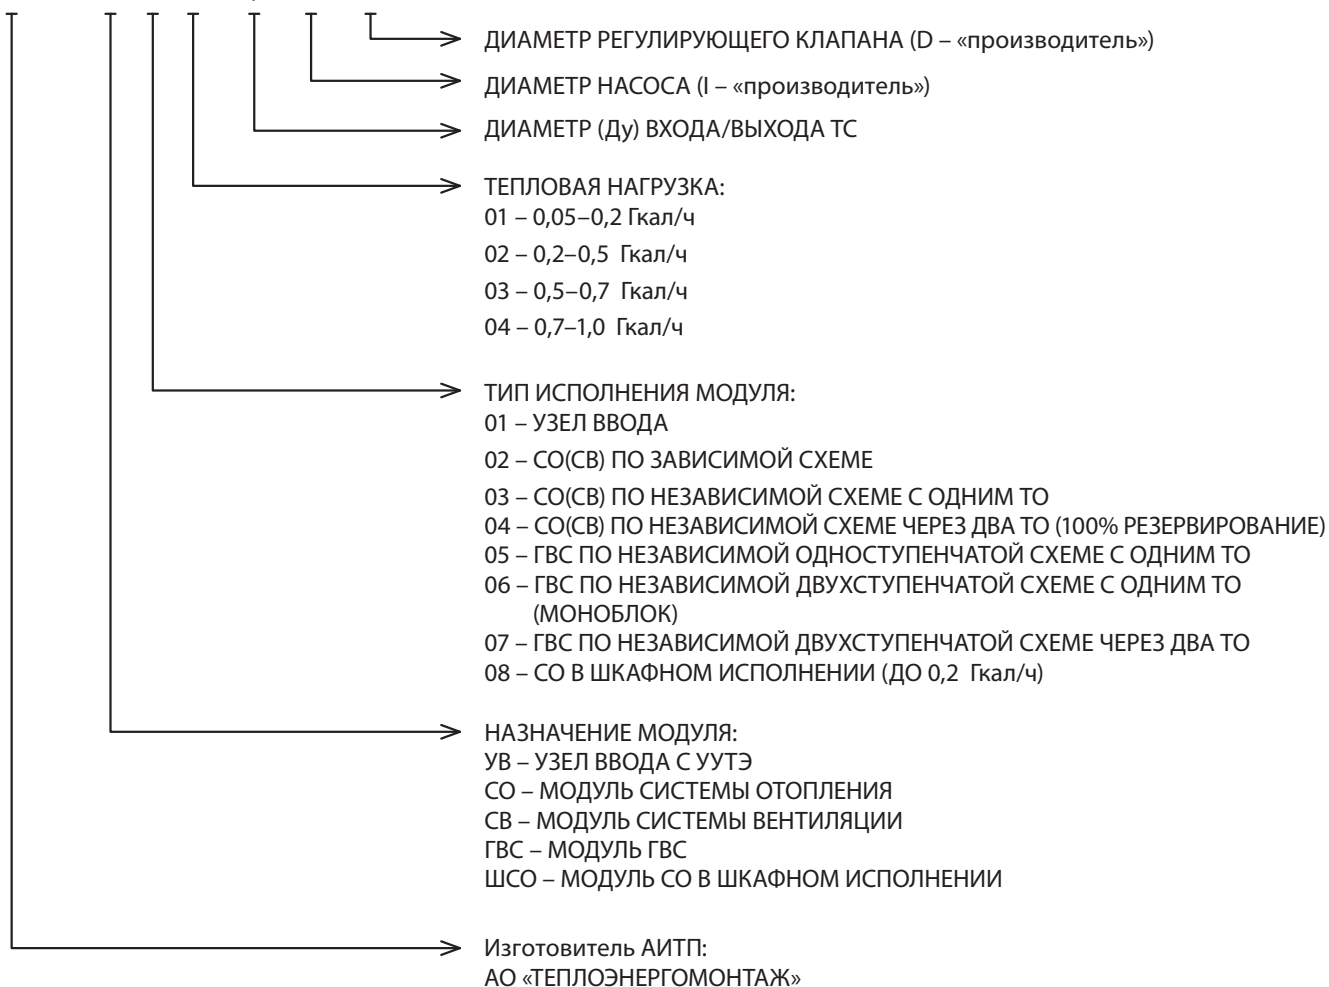 ДИАМЕТР РЕГУЛИРУЮЩЕГО КЛАПАНА (D – «производитель»)
ДИАМЕТР НАСОСА (I – «производитель»)
ДИАМЕТР (Ду) ВХОДА/ВЫХОДА ТС
ТЕПЛОВАЯ НАГРУЗКА:
01 – 0,05–0,2 Гкал/ч
02 – 0,2–0,5 Гкал/ч
03 – 0,5–0,7 Гкал/ч
04 – 0,7–1,0 Гкал/ч
ТИП ИСПОЛНЕНИЯ МОДУЛЯ:
01 – УЗЕЛ ВВОДА
02 – СО(СВ) ПО ЗАВИСИМОЙ СХЕМЕ
03 – СО(СВ) ПО НЕЗАВИСИМОЙ СХЕМЕ С ОДНИМ ТО
04 – СО(СВ) ПО НЕЗАВИСИМОЙ СХЕМЕ ЧЕРЕЗ ДВА ТО (100% РЕЗЕРВИРОВАНИЕ)
05 – ГВС ПО НЕЗАВИСИМОЙ ОДНОСТУПЕНЧАТОЙ СХЕМЕ С ОДНИМ ТО
06 – ГВС ПО НЕЗАВИСИМОЙ ДВУХСТУПЕНЧАТОЙ СХЕМЕ С ОДНИМ ТО
(МОНОБЛОК)
07 – ГВС ПО НЕЗАВИСИМОЙ ДВУХСТУПЕНЧАТОЙ СХЕМЕ ЧЕРЕЗ ДВА ТО
08 – СО В ШКАФНОМ ИСПОЛНЕНИИ (ДО 0,2 Гкал/ч)
НАЗНАЧЕНИЕ МОДУЛЯ:
УВ – УЗЕЛ ВВОДА С УУТЭ
СО – МОДУЛЬ СИСТЕМЫ ОТОПЛЕНИЯ
СВ – МОДУЛЬ СИСТЕМЫ ВЕНТИЛЯЦИИ
ГВС – МОДУЛЬ ГВС
ШСО – МОДУЛЬ СО В ШКАФНОМ ИСПОЛНЕНИИ
Изготовитель АИТП:
АО «ТЕПЛОЭНЕРГОМОНТАЖ»